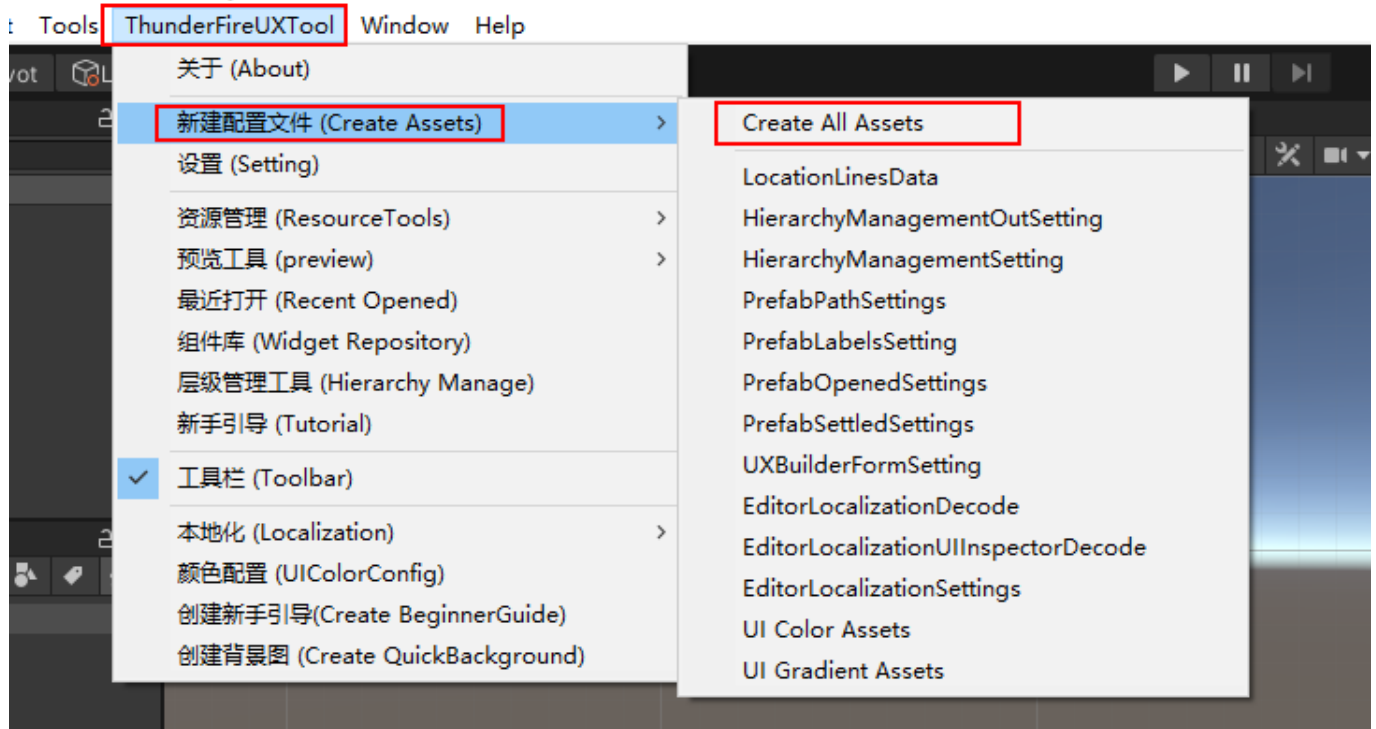 Tools ThunderFireUXTool Window Help
关于 (About)
新建配置文件 (Create Assets)
设置 (Setting)
资源管理 (ResourceTools)
预览工具 (preview)
最近打开 (Recent Opened)
组件库 (Widget Repository)
层级管理工具 (Hierarchy Manage)
新手引导 (Tutorial)
工具栏 (Toolbar)
本地化 (Localization)
颜色配置 (UIColorConfig)
创建新手引导(Create BeginnerGuide)
创建背景图 (Create QuickBackground)
Create All Assets
LocationLinesData
HierarchyManagementOutSetting
HierarchyManagementSetting
PrefabPathSettings
PrefabLabelsSetting
PrefabOpenedSettings
PrefabSettledSettings
UXBuilderFormSetting
EditorLocalizationDecode
EditorLocalizationUIInspectorDecode
EditorLocalizationSettings
UI Color Assets
UI Gradient Assets